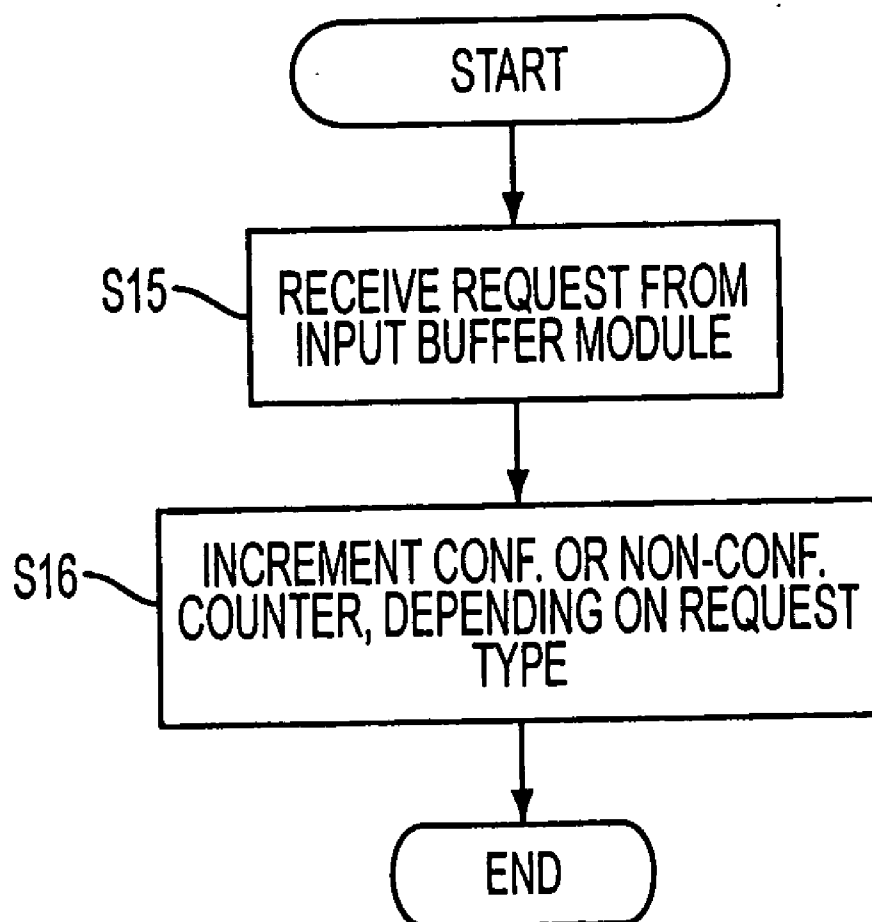 START
S15
RECEIVE REQUEST FROM
INPUT BUFFER MODULE
S16
INCREMENT CONF. OR NON-CONF.
COUNTER, DEPENDING ON REQUEST
TYPE
END